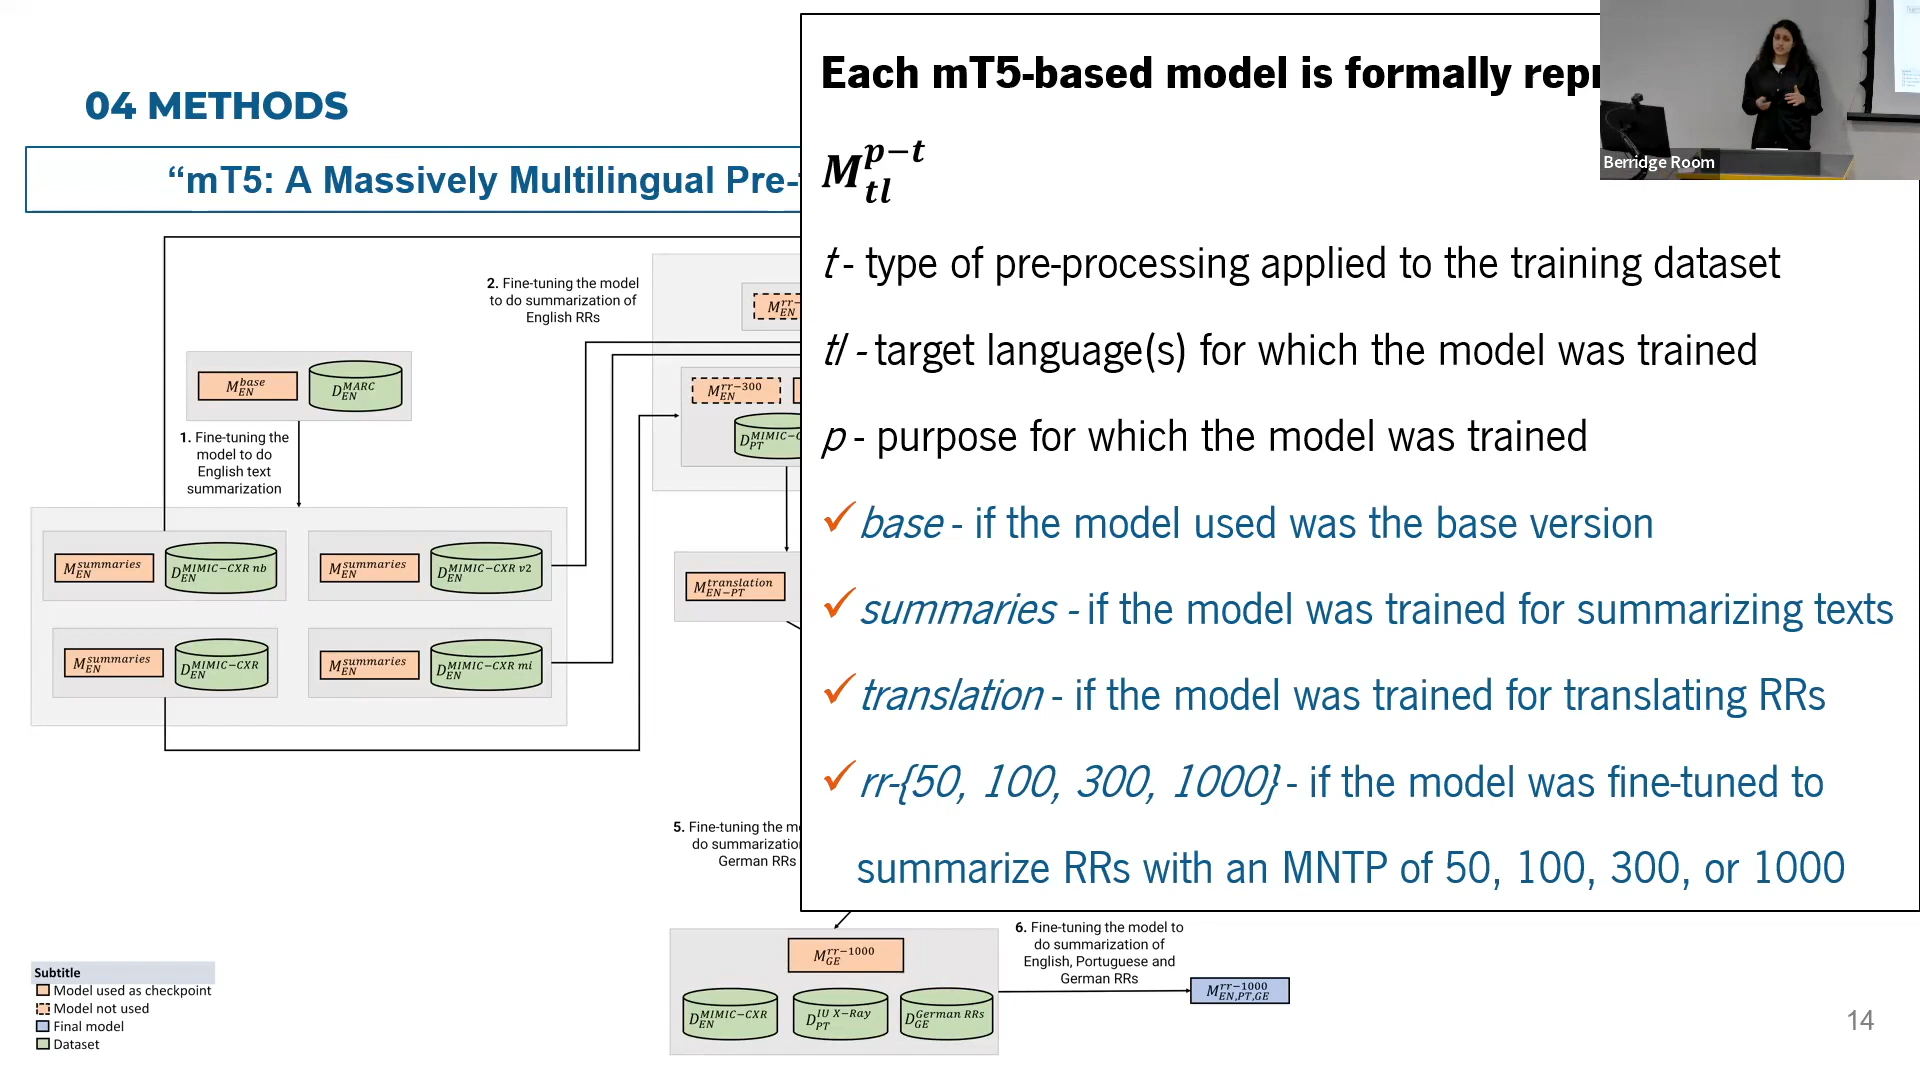 04 METHODS
“mT5: A Massively Multilingual Pre-
Each mT5-based model is formally repr
Berridge Room
M^{p-t}_{tl}
t - type of pre-processing applied to the training dataset
tl - target language(s) for which the model was trained
p - purpose for which the model was trained
✓ base - if the model used was the base version
✓ summaries - if the model was trained for summarizing texts
✓ translation - if the model was trained for translating RRs
✓ rr-{50, 100, 300, 1000} - if the model was fine-tuned to
summarize RRs with an MNTP of 50, 100, 300, or 1000
2. Fine-tuning the model
to do summarization of
English RRs
M^{rr-}_{EN}
M^{base}_{EN} D^{MARC}_{EN}
M^{rr-300}_{EN}
D^{MIMIC-C}_{PT}
1. Fine-tuning the
model to do
English text
summarization
M^{summaries}_{EN} D^{MIMIC-CXR nb}_{EN} M^{summaries}_{EN} D^{MIMIC-CXR v2}_{EN}
M^{translation}_{EN-PT}
M^{summaries}_{EN} D^{MIMIC-CXR}_{EN} M^{summaries}_{EN} D^{MIMIC-CXR mi}_{EN}
5. Fine-tuning the mo
do summarizatio
German RRs
6. Fine-tuning the model to
do summarization of
English, Portuguese and
German RRs
M^{rr-1000}_{GE}
M^{rr-1000}_{EN,PT,GE}
D^{MIMIC-CXR}_{EN} D^{IU X-Ray}_{PT} D^{German RRs}_{GE}
Subtitle
Model used as checkpoint
Model not used
Final model
Dataset
14